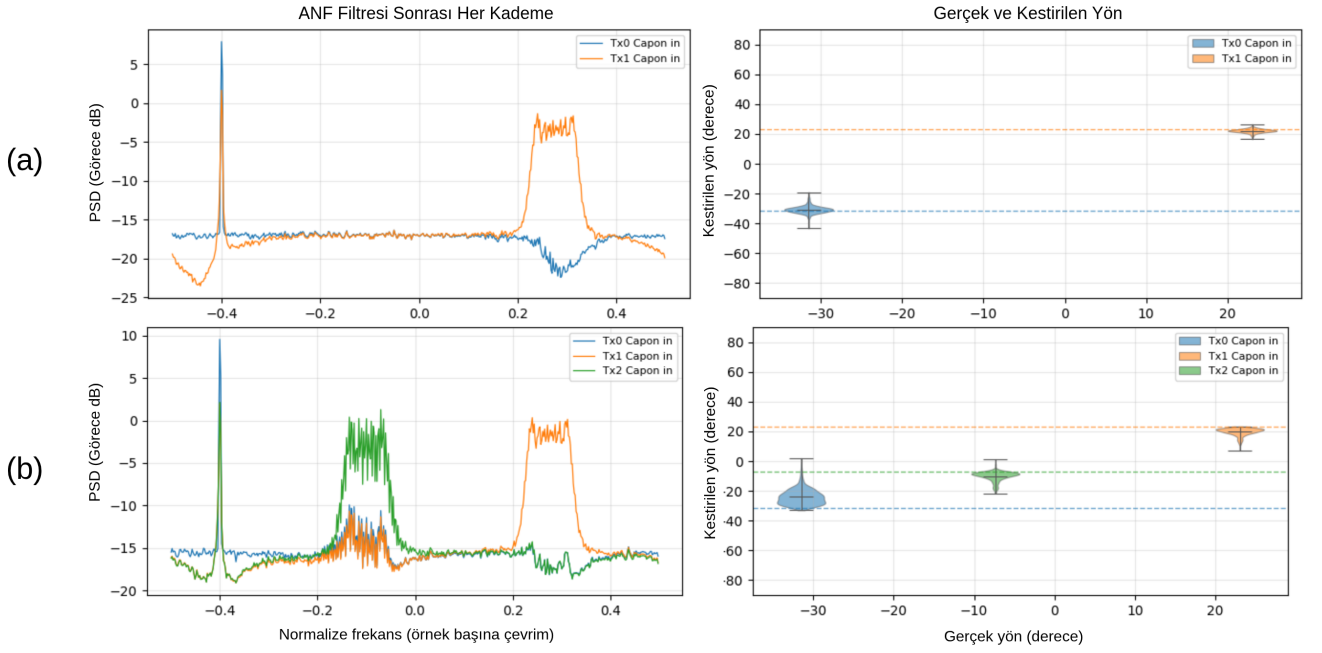 ANF Filtresi Sonrası Her Kademe
Gerçek ve Kestirilen Yön
(a)
PSD (Görece dB)
5
0
−5
−10
−15
−20
−25
−0.4
−0.2
0.0
0.2
0.4
Tx0 Capon in
Tx1 Capon in
Kestirilen yön (derece)
80
60
40
20
0
−20
−40
−60
−80
−30
−20
−10
0
10
20
Tx0 Capon in
Tx1 Capon in
(b)
PSD (Görece dB)
10
5
0
−5
−10
−15
−20
−0.4
−0.2
0.0
0.2
0.4
Tx0 Capon in
Tx1 Capon in
Tx2 Capon in
Normalize frekans (örnek başına çevrim)
Kestirilen yön (derece)
80
60
40
20
0
−20
−40
−60
-80
−30
−20
−10
0
10
20
Tx0 Capon in
Tx1 Capon in
Tx2 Capon in
Gerçek yön (derece)